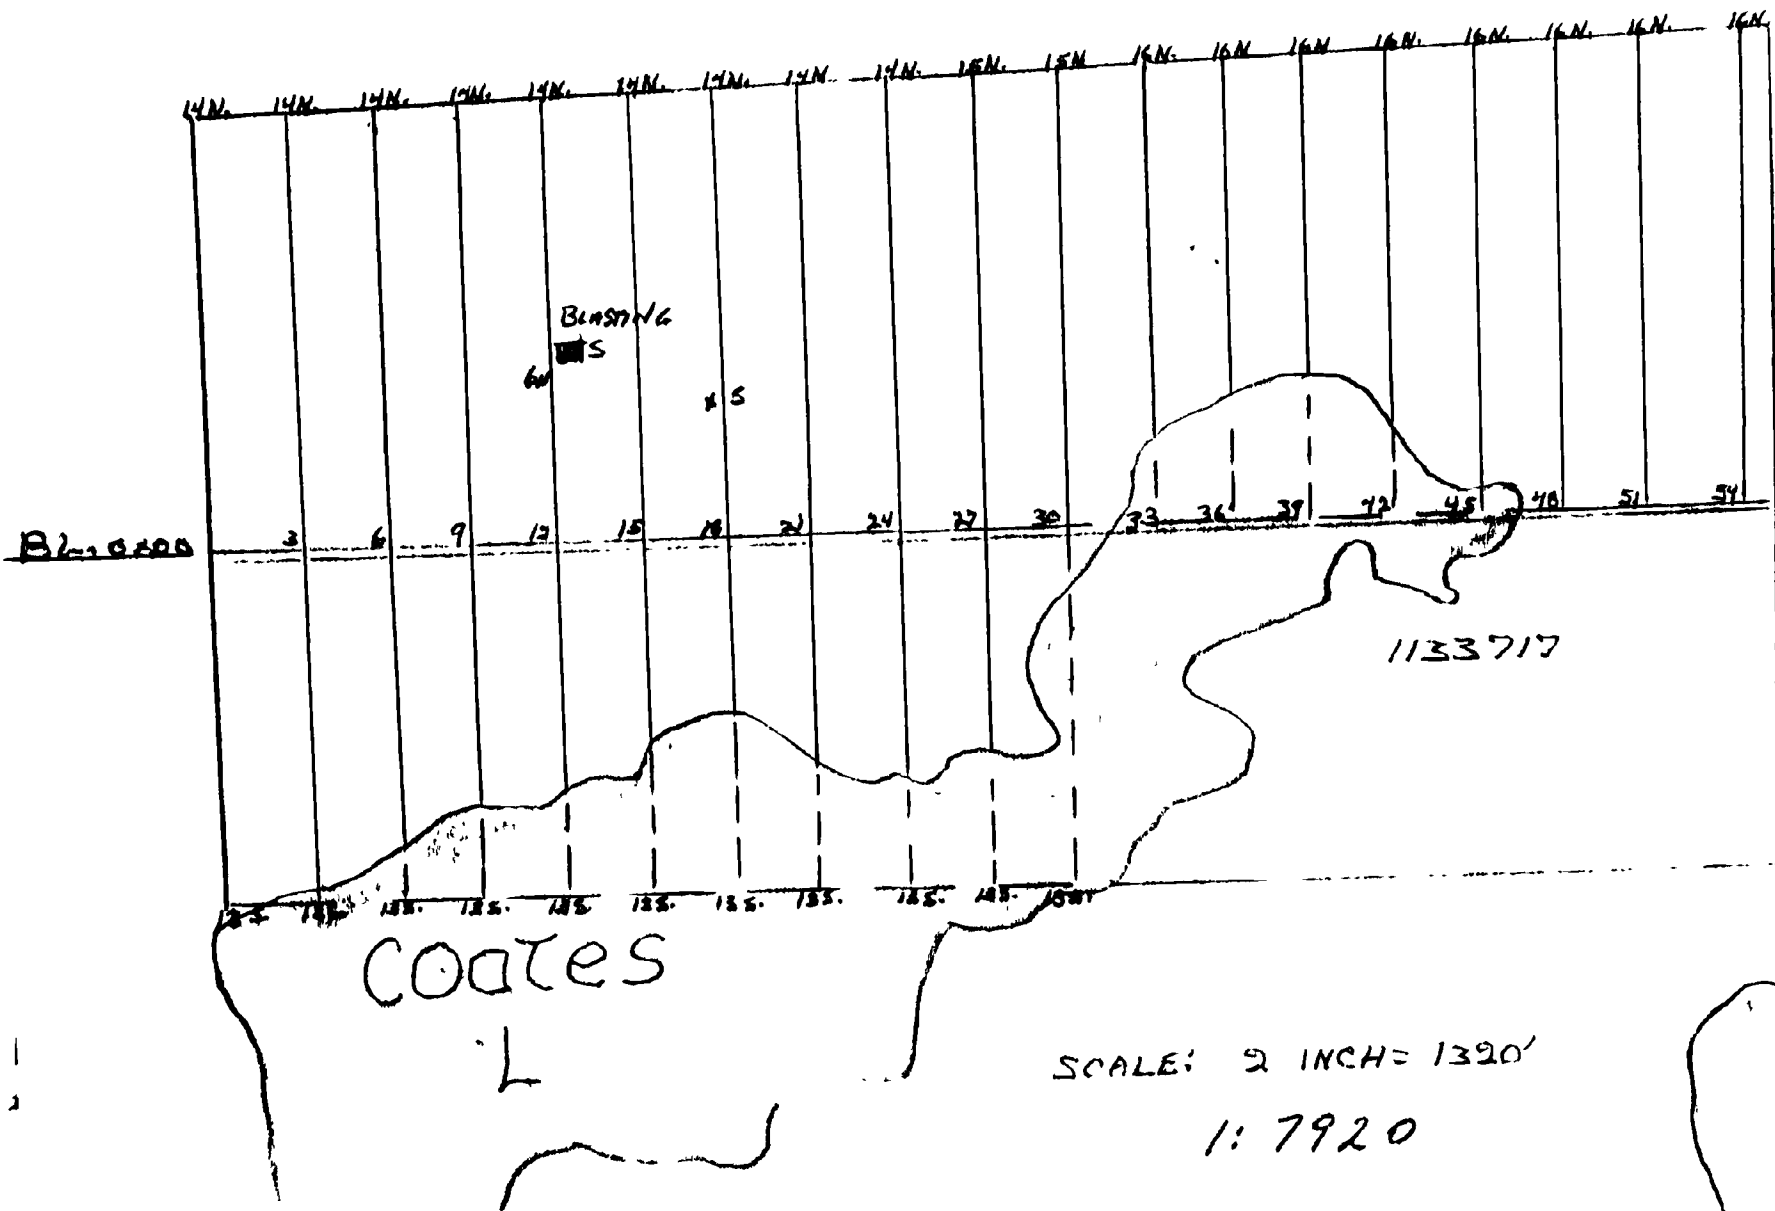 14N. 14N. 14N. 14N. 14N. 14N. 14N. 14N. 14N. 15N. 15N 16N. 16N 16N 16N. 16N. 16N. 16N. 16N.
BLASTING
S
6N
x S
BL-0+00 3 6 9 12 15 18 21 24 27 30 33 36 39 42 45 48 51 54
1133717
12S. 12S. 12S. 12S. 12S. 12S. 12S. 12S. 12S.
COATES
L
SCALE: 2 INCH = 1320'
1: 7920